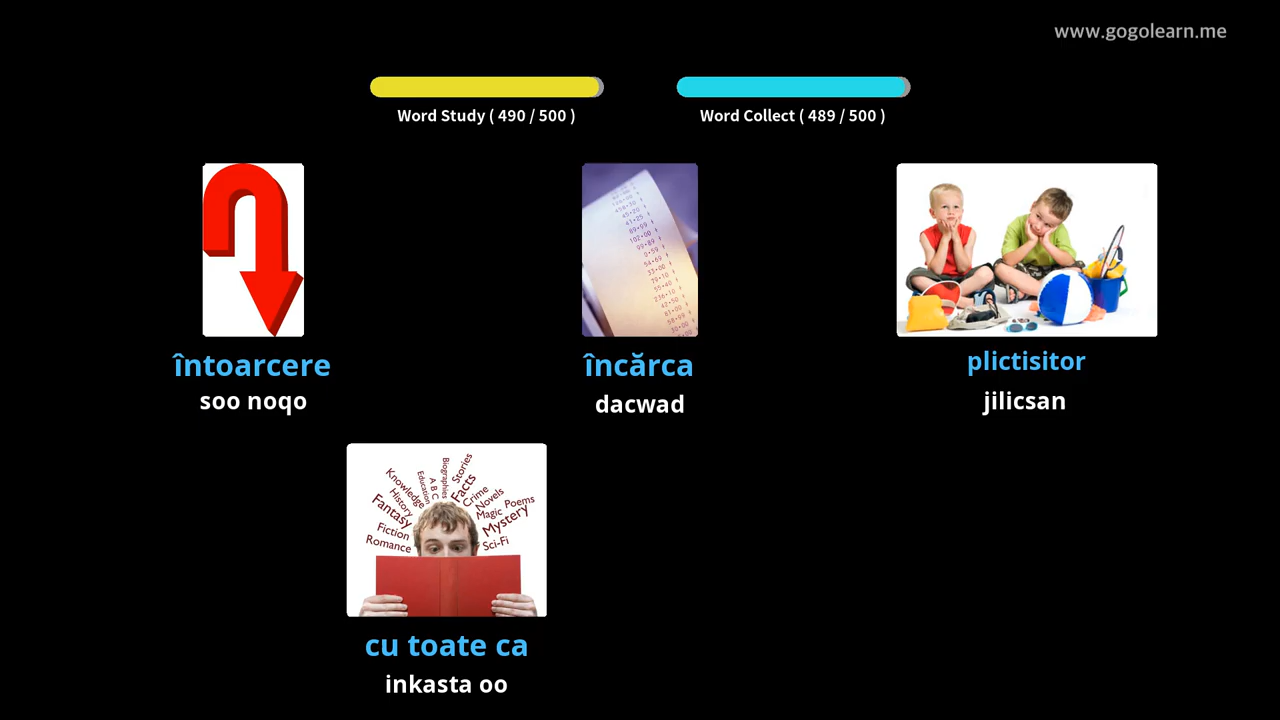 www.gogolearn.me
Word Study ( 490 / 500 )
Word Collect ( 489 / 500 )
întoarcere
soo noqo
încărca
dacwad
plictisitor
jilicsan
Biographies
Stories
Knowledge
Education
A B C
Facts
History
Crime
Novels
Fantasy
Magic
Poems
Fiction
Mystery
Romance
Sci-Fi
cu toate ca
inkasta oo